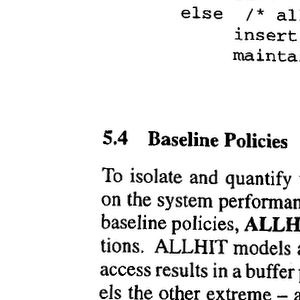 else /* al
insert
mainta
5.4 Baseline Policies
To isolate and quantify
on the system performan
baseline policies, ALLH
tions. ALLHIT models a
access results in a buffer
els the other extreme – a